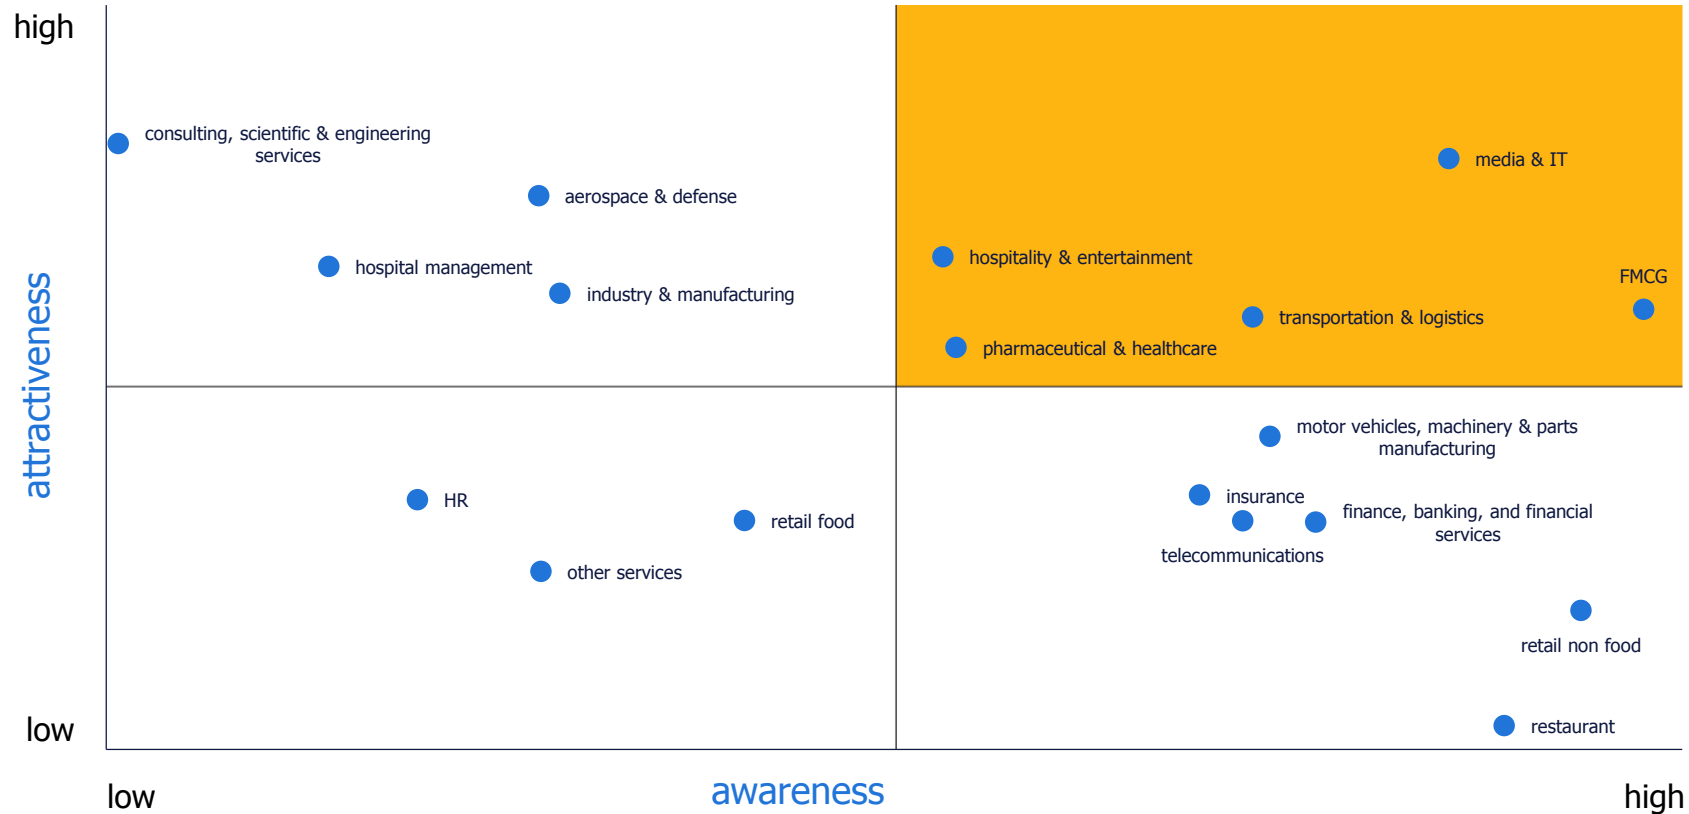 high
consulting, scientific & engineering
services
media & IT
aerospace & defense
hospitality & entertainment
hospital management
FMCG
industry & manufacturing
transportation & logistics
pharmaceutical & healthcare
attractiveness
motor vehicles, machinery & parts
manufacturing
HR
insurance
retail food
finance, banking, and financial
services
telecommunications
other services
retail non food
low
restaurant
low
awareness
high